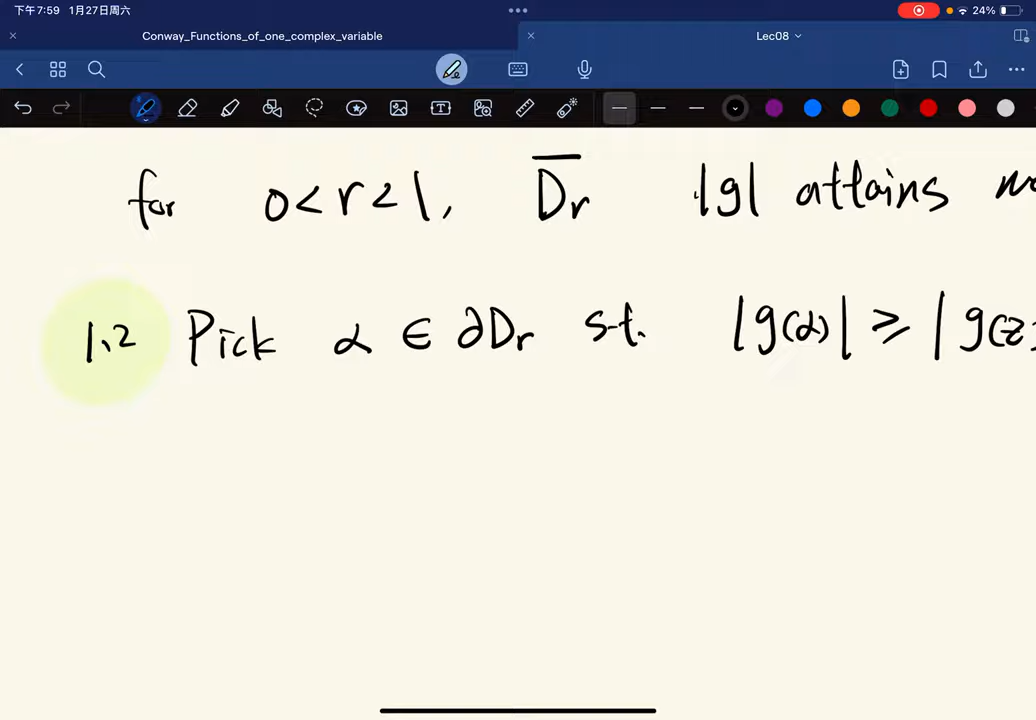 下午7:59 1月27日周六
24%
Conway_Functions_of_one_complex_variable
Lec08
for 0<r<1, D̅r |g| attains
1.2 Pick α ∈ ∂Dr s.t. |g(α)| ≥ |g(z